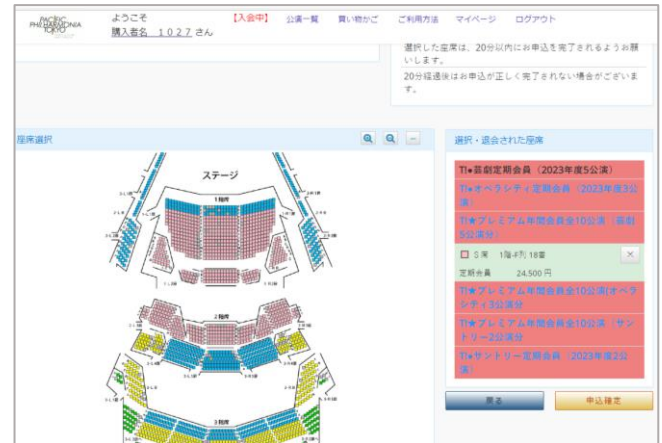 PACIFIC
PHILHARMONIA
TOKYO
ようこそ
購入者名 1027 さん
【入会中】 公演一覧 買い物かご ご利用方法 マイページ ログアウト
選択した座席は、20分以内にお申込を完了されるようお願
いします。
20分経過後はお申込が正しく完了されない場合がございま
す。
座席選択
ステージ
1階席
2階席
3階席
選択・退会された座席
TI★芸劇定期会員（2023年度5公演）
TI★オペラシティ定期会員（2023年度3公
演）
TI★プレミアム年間会員全10公演（芸劇
5公演分）
S席 1階-F列 18番
定期会員 24,500 円
TI★プレミアム年間会員全10公演(オペラ
シティ3公演分
TI★プレミアム年間会員全10公演（サン
トリー2公演分
TI★サントリー定期会員（2023年度2公
演）
戻る
申込確定